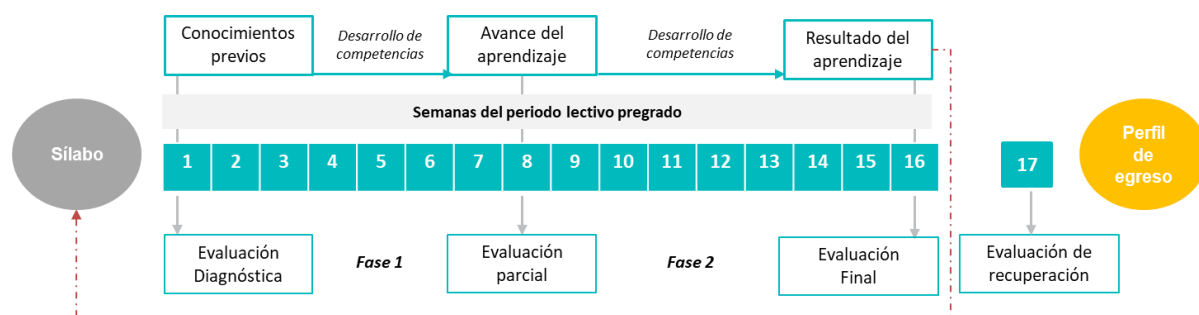 Conocimientos
previos
Desarrollo de
competencias
Avance del
aprendizaje
Desarrollo de
competencias
Resultado del
aprendizaje
Semanas del periodo lectivo pregrado
Sílabo
1 2 3 4 5 6 7 8 9 10 11 12 13 14 15 16
17
Perfil
de
egreso
Evaluación
Diagnóstica
Fase 1
Evaluación
parcial
Fase 2
Evaluación
Final
Evaluación de
recuperación